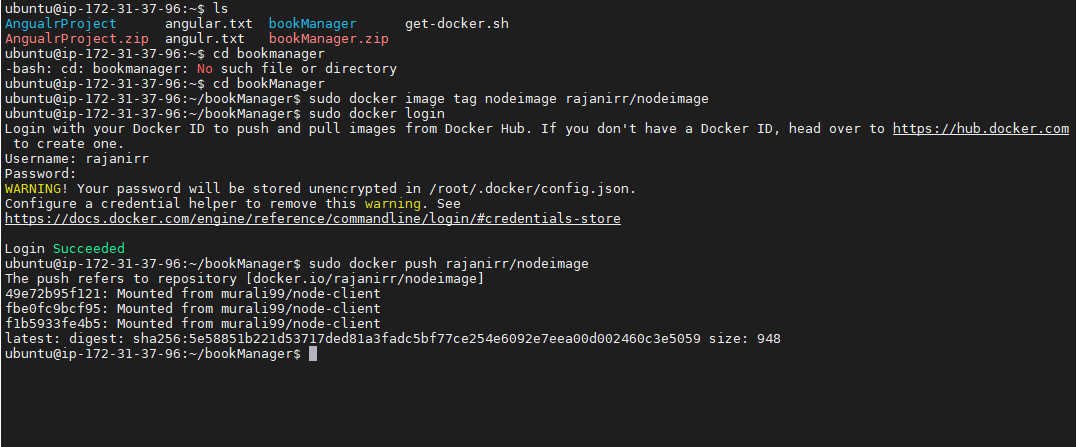 ubuntu@ip-172-31-37-96:~$ ls
AngualrProject angular.txt bookManager get-docker.sh
AngualrProject.zip angulr.txt bookManager.zip
ubuntu@ip-172-31-37-96:~$ cd bookmanager
-bash: cd: bookmanager: No such file or directory
ubuntu@ip-172-31-37-96:~$ cd bookManager
ubuntu@ip-172-31-37-96:~/bookManager$ sudo docker image tag nodeimage rajanirr/nodeimage
ubuntu@ip-172-31-37-96:~/bookManager$ sudo docker login
Login with your Docker ID to push and pull images from Docker Hub. If you don't have a Docker ID, head over to https://hub.docker.com
to create one.
Username: rajanirr
Password:
WARNING! Your password will be stored unencrypted in /root/.docker/config.json.
Configure a credential helper to remove this warning. See
https://docs.docker.com/engine/reference/commandline/login/#credentials-store
Login Succeeded
ubuntu@ip-172-31-37-96:~/bookManager$ sudo docker push rajanirr/nodeimage
The push refers to repository [docker.io/rajanirr/nodeimage]
49e72b95f121: Mounted from murali99/node-client
fbe0fc9bcf95: Mounted from murali99/node-client
f1b5933fe4b5: Mounted from murali99/node-client
latest: digest: sha256:5e58851b221d53717ded81a3fadc5bf77ce254e6092e7eea00d002460c3e5059 size: 948
ubuntu@ip-172-31-37-96:~/bookManager$